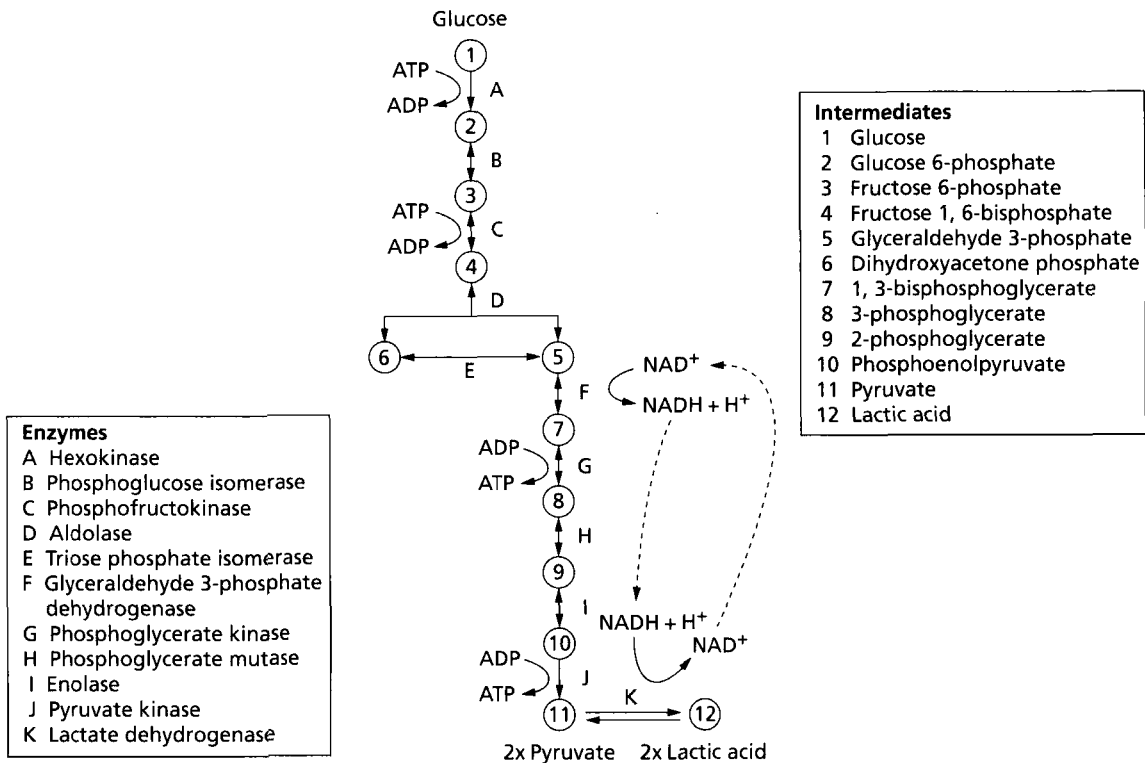 Glucose
1
ATP
A
ADP
2
B
3
ATP
C
ADP
4
D
6
5
E
NAD+
F
NADH + H+
7
ADP
G
ATP
8
H
9
I
NADH + H+
NAD+
10
ADP
J
ATP
K
11
12
2x Pyruvate 2x Lactic acid
Intermediates
1 Glucose
2 Glucose 6-phosphate
3 Fructose 6-phosphate
4 Fructose 1, 6-bisphosphate
5 Glyceraldehyde 3-phosphate
6 Dihydroxyacetone phosphate
7 1, 3-bisphosphoglycerate
8 3-phosphoglycerate
9 2-phosphoglycerate
10 Phosphoenolpyruvate
11 Pyruvate
12 Lactic acid
Enzymes
A Hexokinase
B Phosphoglucose isomerase
C Phosphofructokinase
D Aldolase
E Triose phosphate isomerase
F Glyceraldehyde 3-phosphate
dehydrogenase
G Phosphoglycerate kinase
H Phosphoglycerate mutase
I Enolase
J Pyruvate kinase
K Lactate dehydrogenase